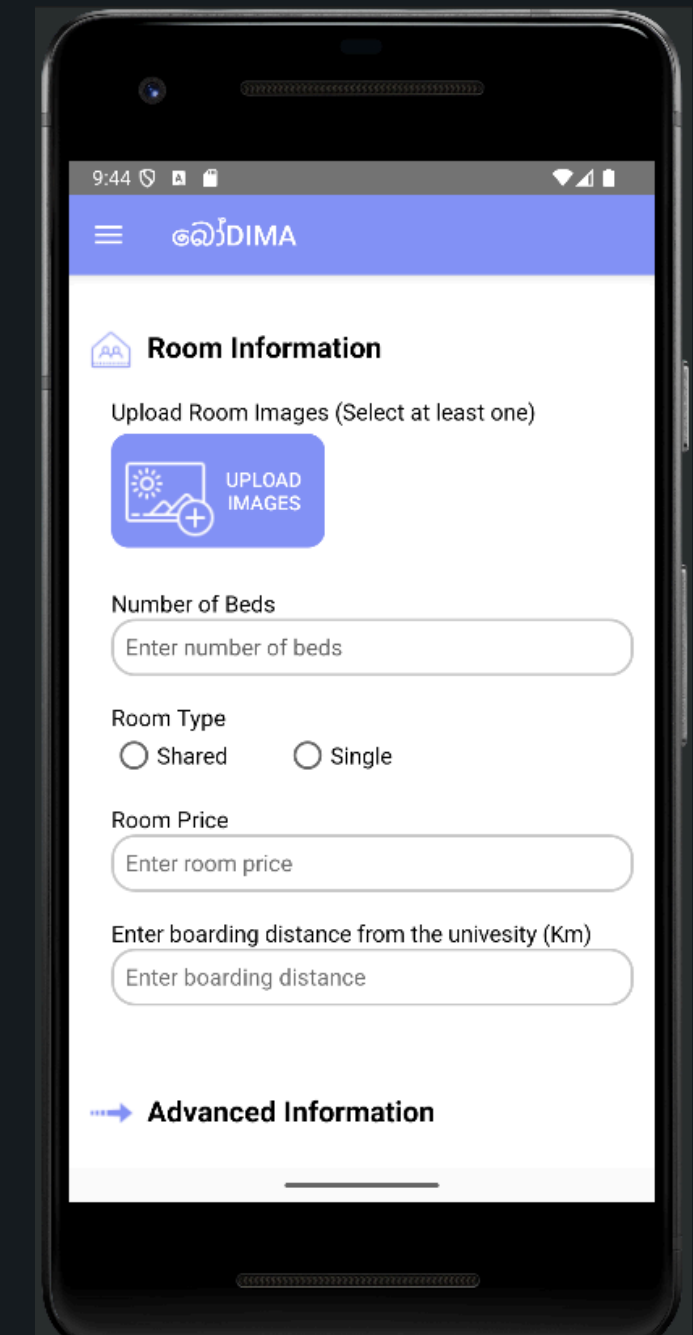 9:44
බෝDIMA
Room Information
Upload Room Images (Select at least one)
UPLOAD
IMAGES
Number of Beds
Enter number of beds
Room Type
Shared Single
Room Price
Enter room price
Enter boarding distance from the univesity (Km)
Enter boarding distance
Advanced Information